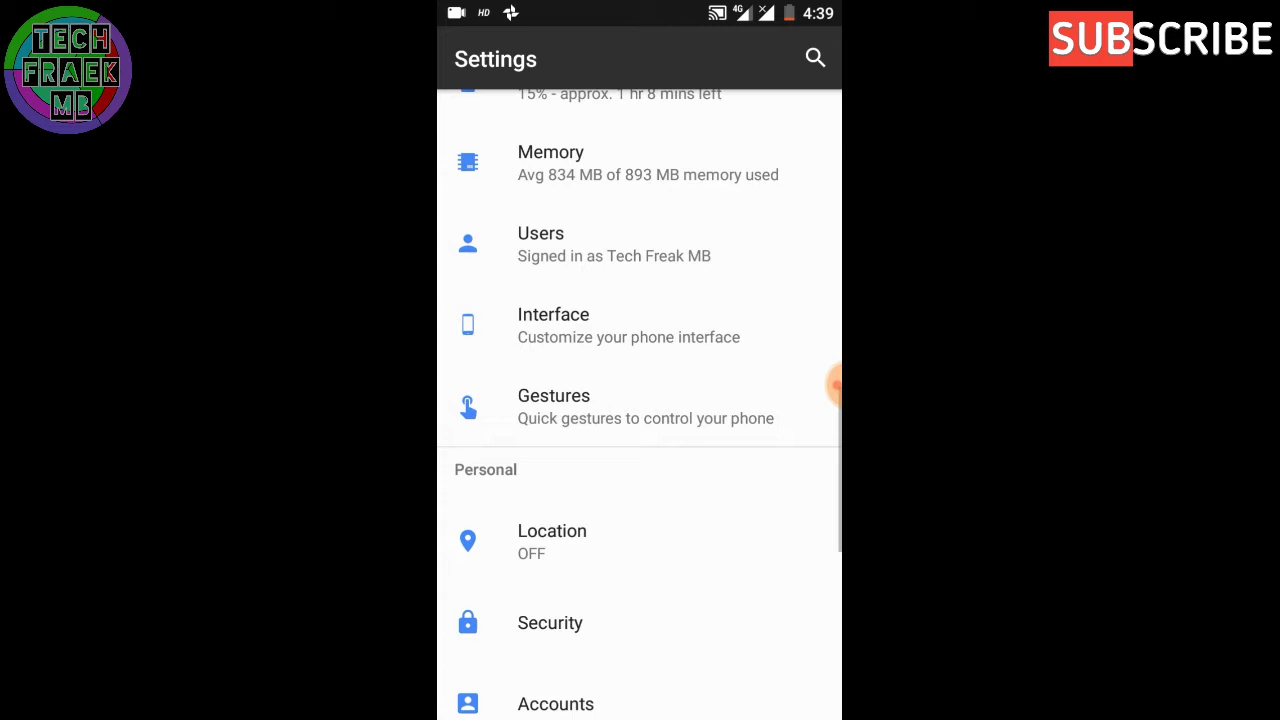 TECH
FRAEK
MB
HD
4G
4:39
SUBSCRIBE
Settings
15% - approx. 1 hr 8 mins left
Memory
Avg 834 MB of 893 MB memory used
Users
Signed in as Tech Freak MB
Interface
Customize your phone interface
Gestures
Quick gestures to control your phone
Personal
Location
OFF
Security
Accounts